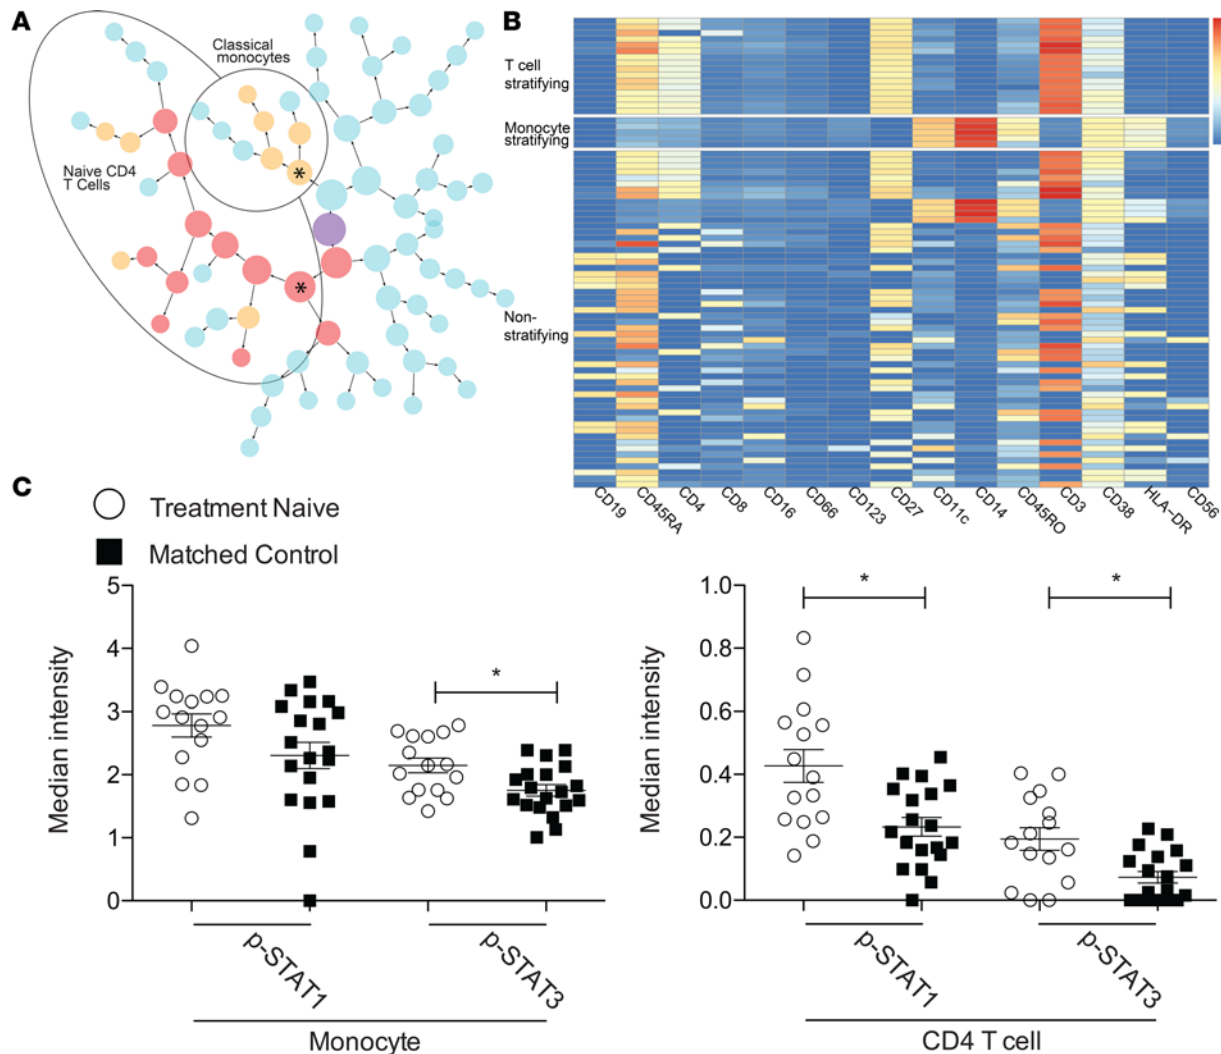 A
Classical
monocytes
*
Naive CD4
T Cells
*
B
T cell
stratifying
Monocyte
stratifying
Non-
stratifying
CD19
CD45RA
CD4
CD8
CD16
CD66
CD123
CD27
CD11c
CD14
CD45RO
CD3
CD38
HLA-DR
CD56
C
Treatment Naive
Matched Control
Median intensity
5
4
3
2
1
0
*
p-STAT1
p-STAT3
Monocyte
Median intensity
1.0
0.8
0.6
0.4
0.2
0.0
*
*
p-STAT1
p-STAT3
CD4 T cell